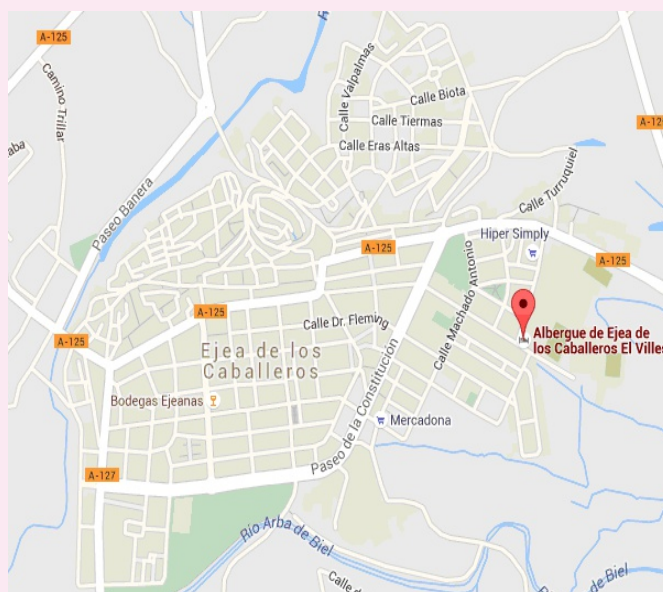 A-125
Camino Trillar
Paseo Banera
Calle Valpalmas
Calle Biota
Calle Tiermas
Calle Eras Altas
A-12
Calle Turruquiel
Hiper Simply
A-125
A-125
Calle Machado Antonio
A-125
Calle Dr. Fleming
A-125
Ejea de los
Caballeros
Albergue de Ejea de
los Caballeros El Villes
Bodegas Ejeanas
Paseo de la Constitución
Mercadona
A-127
Río Arba de Biel
de Biel